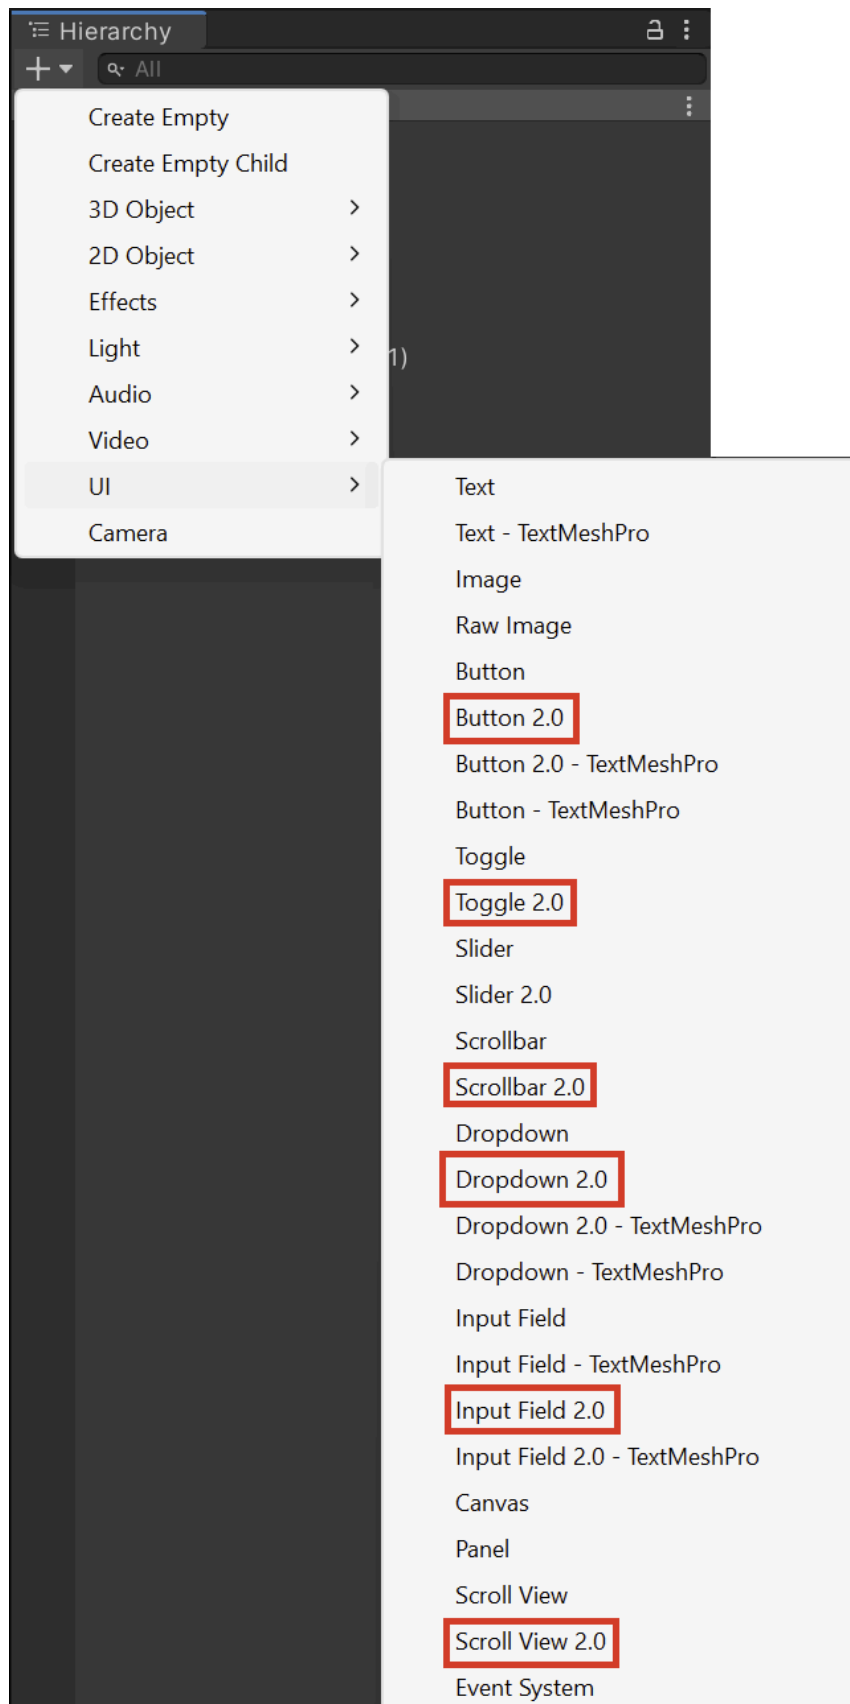 Hierarchy
All
Create Empty
Create Empty Child
3D Object
2D Object
Effects
Light
1)
Audio
Video
UI
Camera
Text
Text - TextMeshPro
Image
Raw Image
Button
Button 2.0
Button 2.0 - TextMeshPro
Button - TextMeshPro
Toggle
Toggle 2.0
Slider
Slider 2.0
Scrollbar
Scrollbar 2.0
Dropdown
Dropdown 2.0
Dropdown 2.0 - TextMeshPro
Dropdown - TextMeshPro
Input Field
Input Field - TextMeshPro
Input Field 2.0
Input Field 2.0 - TextMeshPro
Canvas
Panel
Scroll View
Scroll View 2.0
Event System